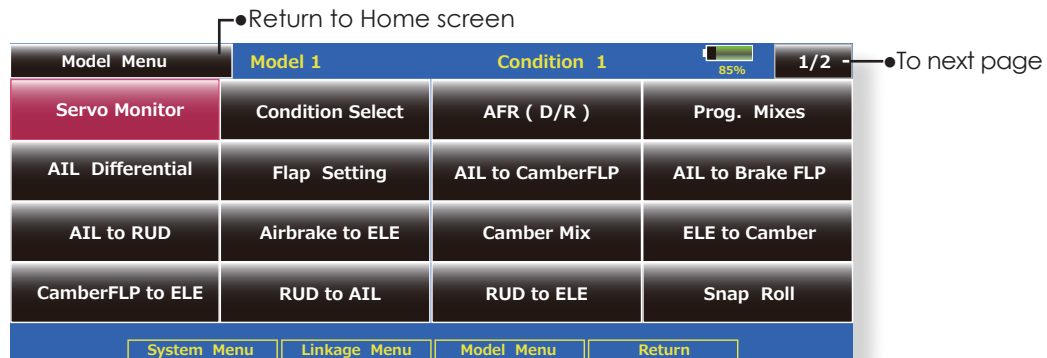 ●Return to Home screen
Model Menu Model 1 Condition 1 85% 1/2 ●To next page
Servo Monitor Condition Select AFR ( D/R ) Prog. Mixes
AIL Differential Flap Setting AIL to CamberFLP AIL to Brake FLP
AIL to RUD Airbrake to ELE Camber Mix ELE to Camber
CamberFLP to ELE RUD to AIL RUD to ELE Snap Roll
System Menu Linkage Menu Model Menu Return